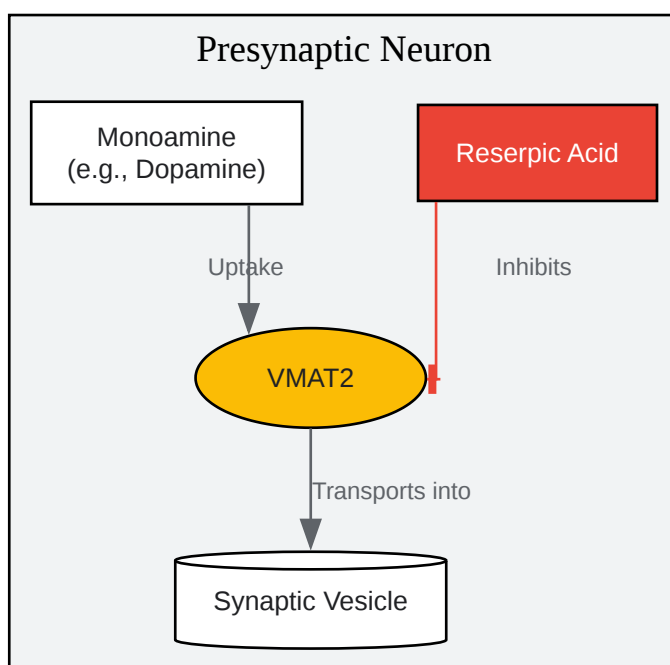 Presynaptic Neuron
Monoamine
(e.g., Dopamine)
Reserpic Acid
Uptake
Inhibits
VMAT2
Transports into
Synaptic Vesicle